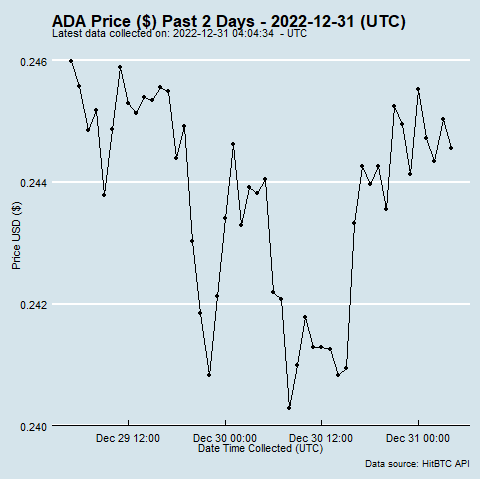 ADA Price ($) Past 2 Days - 2022-12-31 (UTC)
Latest data collected on: 2022-12-31 04:04:34 - UTC
0.246
0.244
0.242
0.240
Price USD ($)
Dec 29 12:00 Dec 30 00:00 Dec 30 12:00 Dec 31 00:00
Date Time Collected (UTC)
Data source: HitBTC API